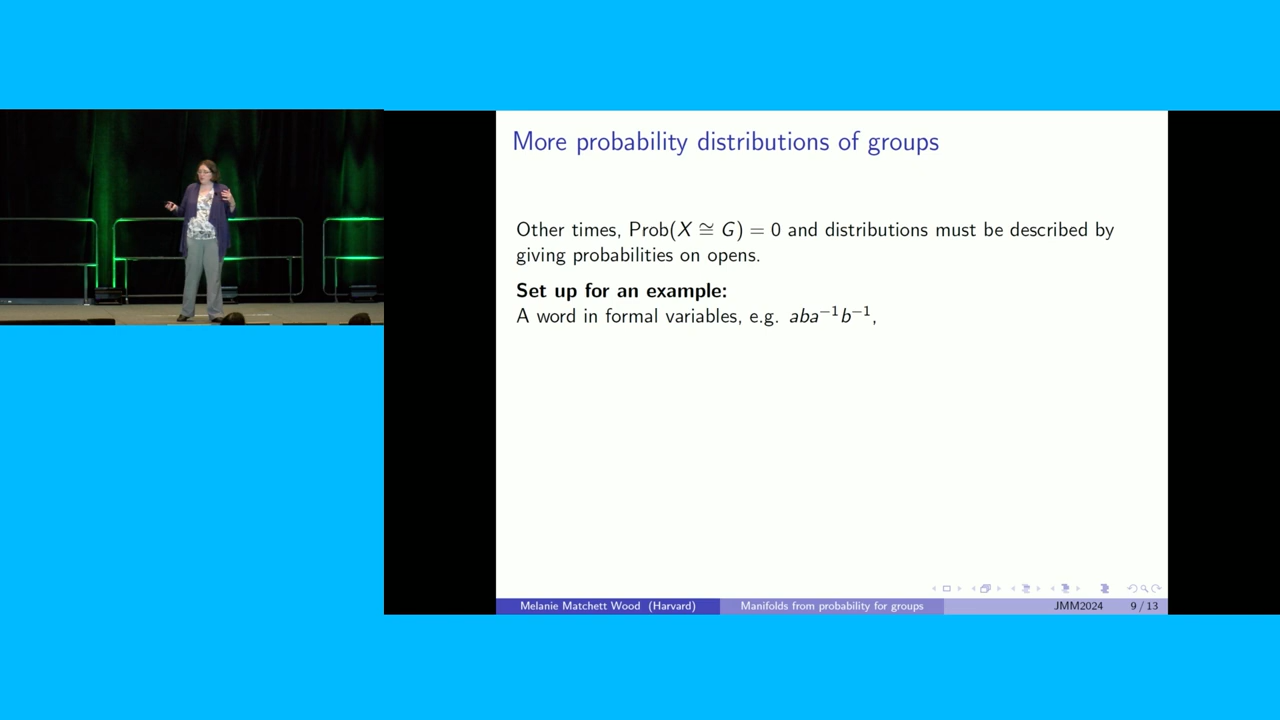 More probability distributions of groups
Other times, Prob(X ≅ G) = 0 and distributions must be described by
giving probabilities on opens.
Set up for an example:
A word in formal variables, e.g. aba⁻¹b⁻¹,
Melanie Matchett Wood (Harvard)
Manifolds from probability for groups
JMM2024
9 / 13